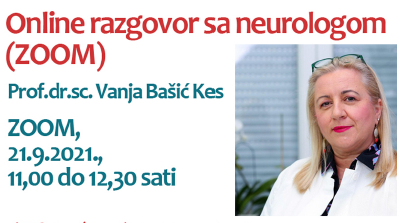 Online razgovor sa neurologom
(ZOOM)
Prof.dr.sc. Vanja Bašić Kes
ZOOM,
21.9.2021.,
11,00 do 12,30 sati